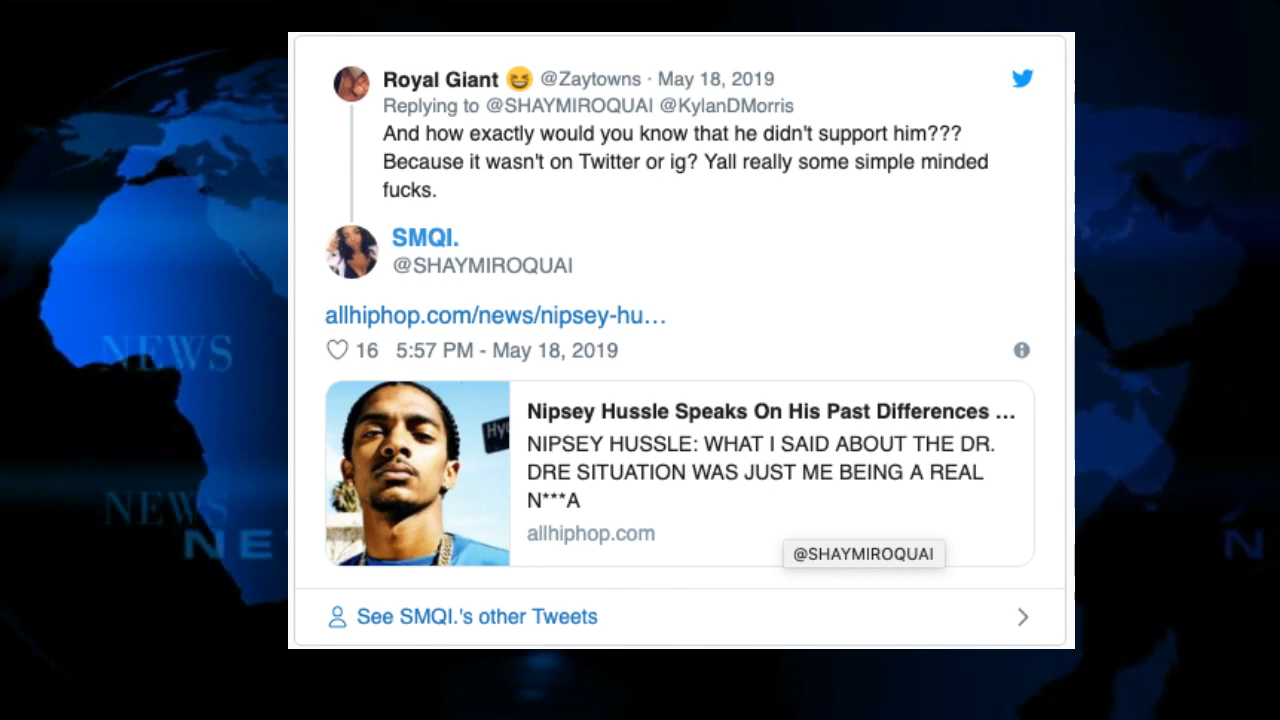 Royal Giant 😆 @Zaytowns · May 18, 2019
Replying to @SHAYMIROQUAI @KylanDMorris
And how exactly would you know that he didn't support him???
Because it wasn't on Twitter or ig? Yall really some simple minded
fucks.
SMQI.
@SHAYMIROQUAI
allhiphop.com/news/nipsey-hu…
16 5:57 PM - May 18, 2019
Hy
Nipsey Hussle Speaks On His Past Differences ...
NIPSEY HUSSLE: WHAT I SAID ABOUT THE DR.
DRE SITUATION WAS JUST ME BEING A REAL
N***A
allhiphop.com
@SHAYMIROQUAI
See SMQI.'s other Tweets
NEWS
NEWS
NE
N